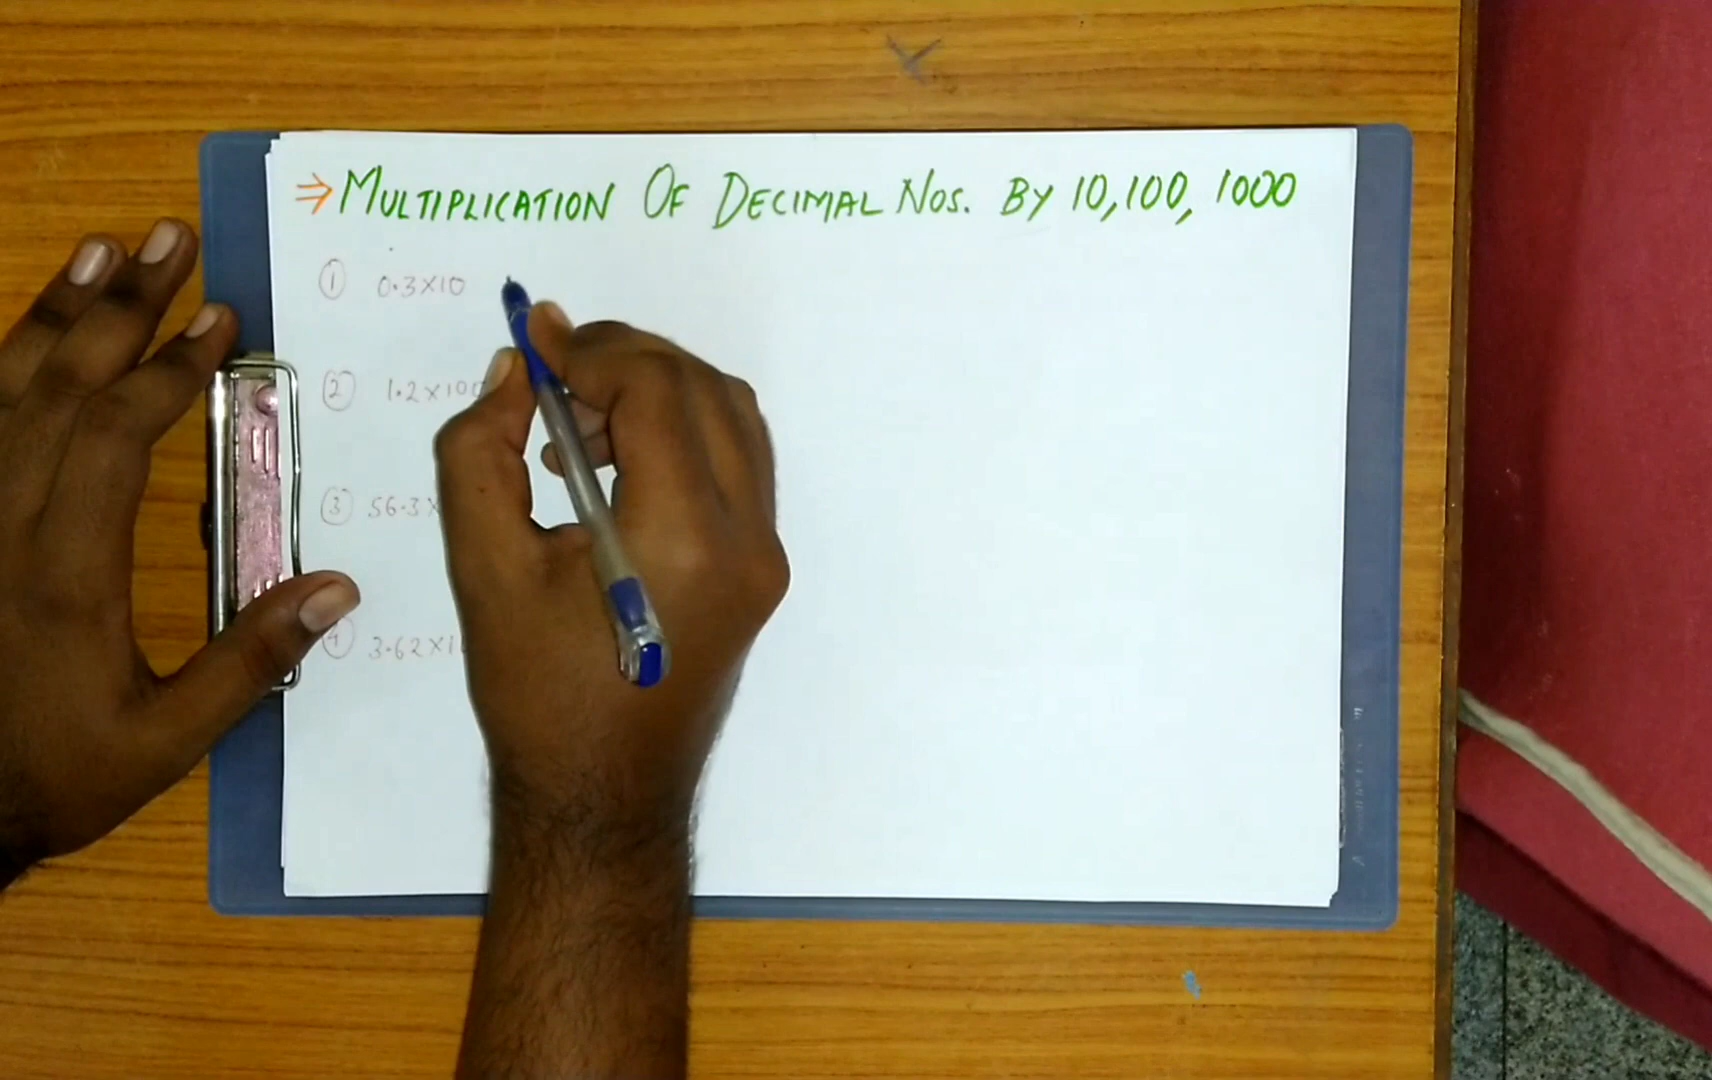 ⇒ MULTIPLICATION OF DECIMAL NOS. BY 10,100, 1000
① 0.3×10
② 1.2×100
③ 56.3×
④ 3.62×1